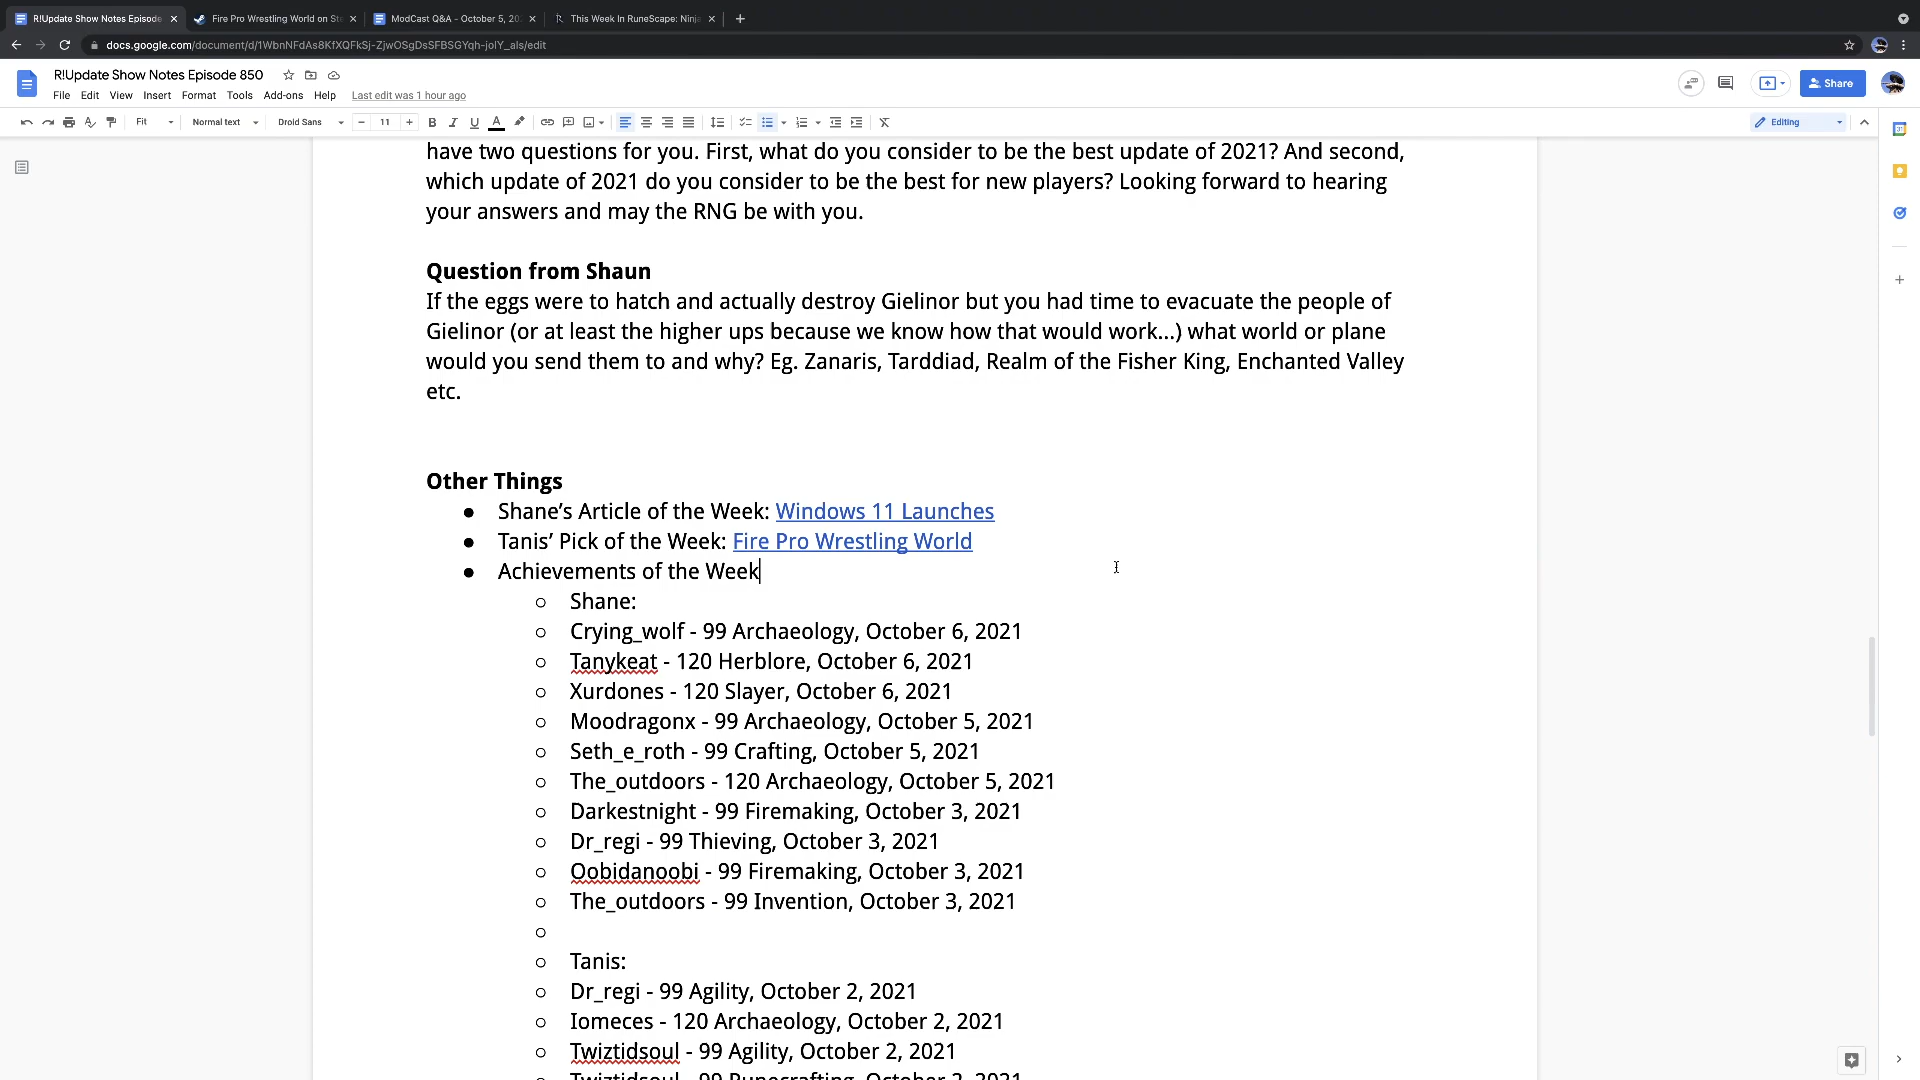 R!Update Show Notes Episode
Fire Pro Wrestling World on Ste
ModCast Q&A - October 5, 202
This Week In RuneScape: Ninja
docs.google.com/document/d/1WbnNFdAs8KfXQFkSj-ZjwOSgDsSFBSGYqh-joIY_als/edit
R!Update Show Notes Episode 850
File Edit View Insert Format Tools Add-ons Help Last edit was 1 hour ago
Share
Fit Normal text Droid Sans 11 Editing
have two questions for you. First, what do you consider to be the best update of 2021? And second,
which update of 2021 do you consider to be the best for new players? Looking forward to hearing
your answers and may the RNG be with you.
Question from Shaun
If the eggs were to hatch and actually destroy Gielinor but you had time to evacuate the people of
Gielinor (or at least the higher ups because we know how that would work...) what world or plane
would you send them to and why? Eg. Zanaris, Tarddiad, Realm of the Fisher King, Enchanted Valley
etc.
Other Things
Shane’s Article of the Week: Windows 11 Launches
Tanis’ Pick of the Week: Fire Pro Wrestling World
Achievements of the Week
Shane:
Crying_wolf - 99 Archaeology, October 6, 2021
Tanykeat - 120 Herblore, October 6, 2021
Xurdones - 120 Slayer, October 6, 2021
Moodragonx - 99 Archaeology, October 5, 2021
Seth_e_roth - 99 Crafting, October 5, 2021
The_outdoors - 120 Archaeology, October 5, 2021
Darkestnight - 99 Firemaking, October 3, 2021
Dr_regi - 99 Thieving, October 3, 2021
Oobidanoobi - 99 Firemaking, October 3, 2021
The_outdoors - 99 Invention, October 3, 2021
Tanis:
Dr_regi - 99 Agility, October 2, 2021
Iomeces - 120 Archaeology, October 2, 2021
Twiztidsoul - 99 Agility, October 2, 2021
Twiztidsoul - 99 Runecrafting, October 2, 2021